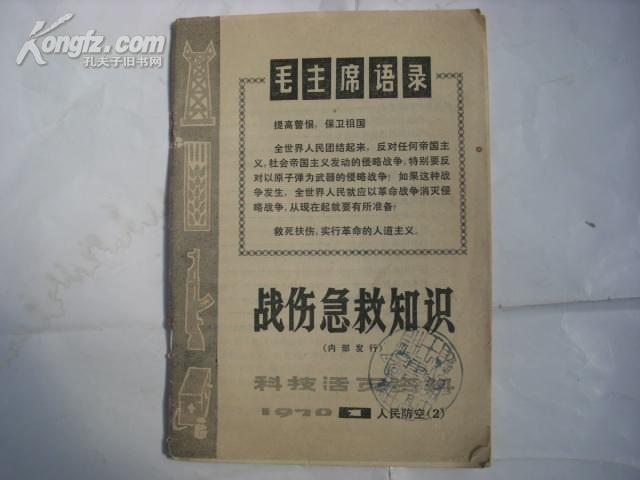 Kongfz.com
孔夫子旧书网
毛主席语录
提高警惕，保卫祖国
全世界人民团结起来，反对任何帝国主
义、社会帝国主义发动的侵略战争，特别要反
对以原子弹为武器的侵略战争！如果这种战
争发生，全世界人民就应以革命战争消灭侵
略战争，从现在起就要有所准备！
救死扶伤，实行革命的人道主义。
战伤急救知识
（内部发行）
科技活页资料
1970 1 人民防空（2）